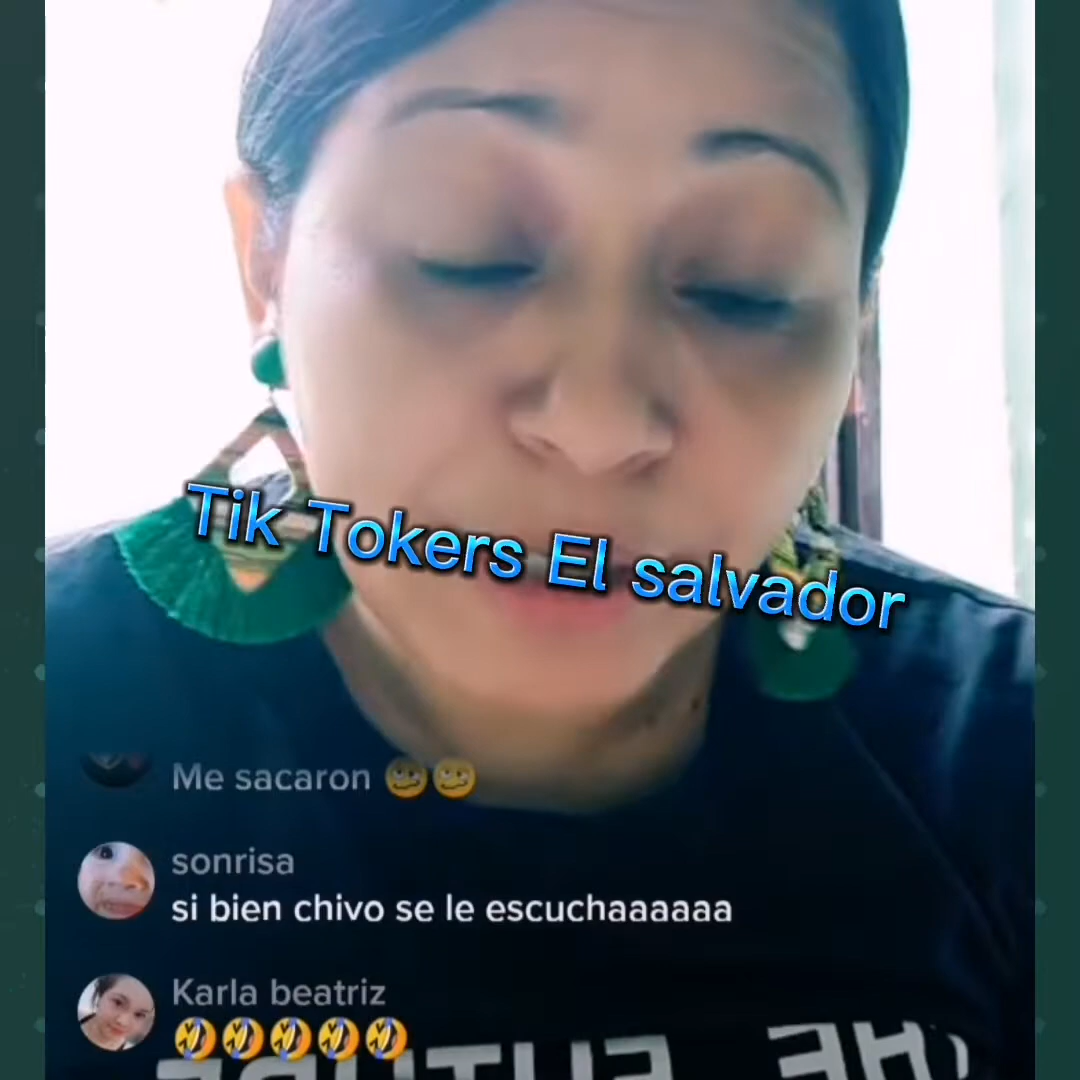 Tik Tokers El salvador
Me sacaron 🥴🥴
sonrisa
si bien chivo se le escuchaaaaaa
Karla beatriz
🤣🤣🤣🤣🤣